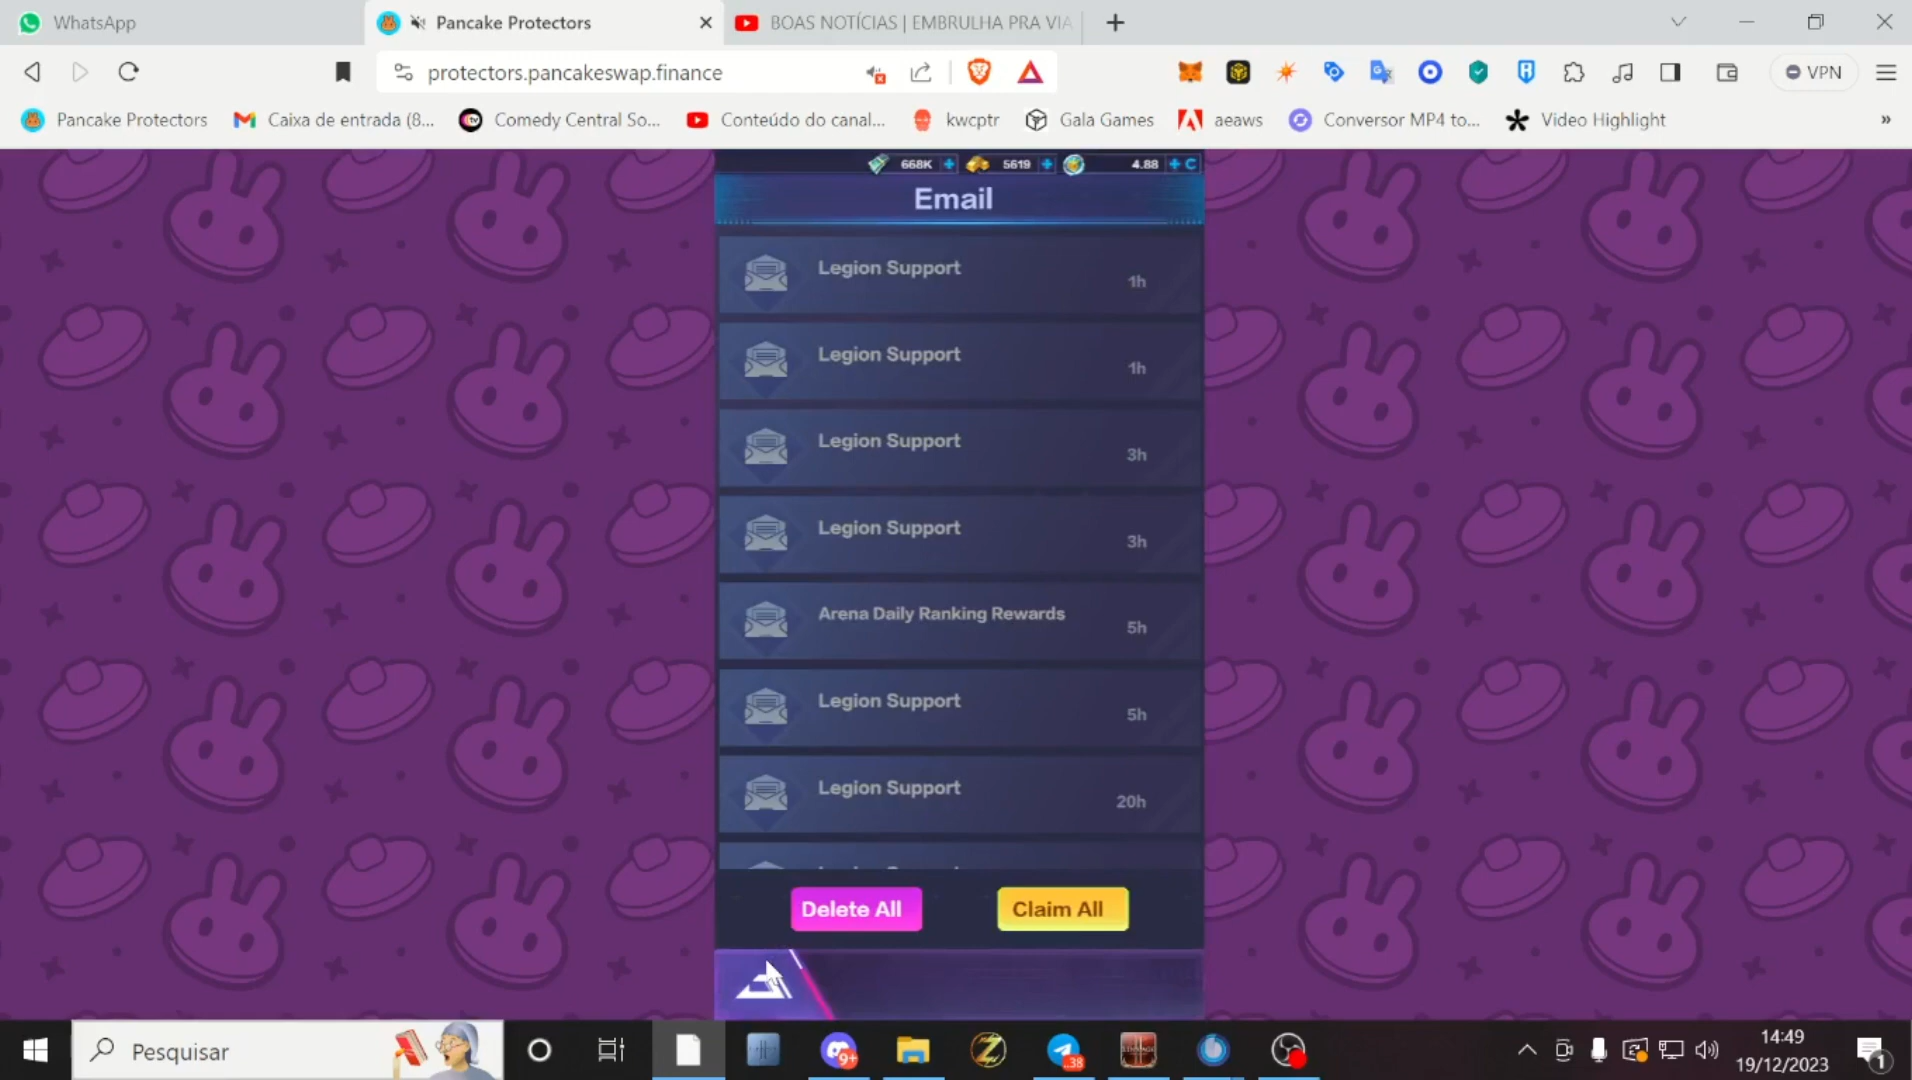 WhatsApp
Pancake Protectors
BOAS NOTÍCIAS | EMBRULHA PRA VIA
protectors.pancakeswap.finance
VPN
Pancake Protectors
Caixa de entrada (8...
Comedy Central So...
Conteúdo do canal...
kwcptr
Gala Games
aeaws
Conversor MP4 to...
Video Highlight
»
668K
5619
4.88
Email
Legion Support
1h
Legion Support
1h
Legion Support
3h
Legion Support
3h
Arena Daily Ranking Rewards
5h
Legion Support
5h
Legion Support
20h
Delete All
Claim All
Pesquisar
9+
38
14:49
19/12/2023
1